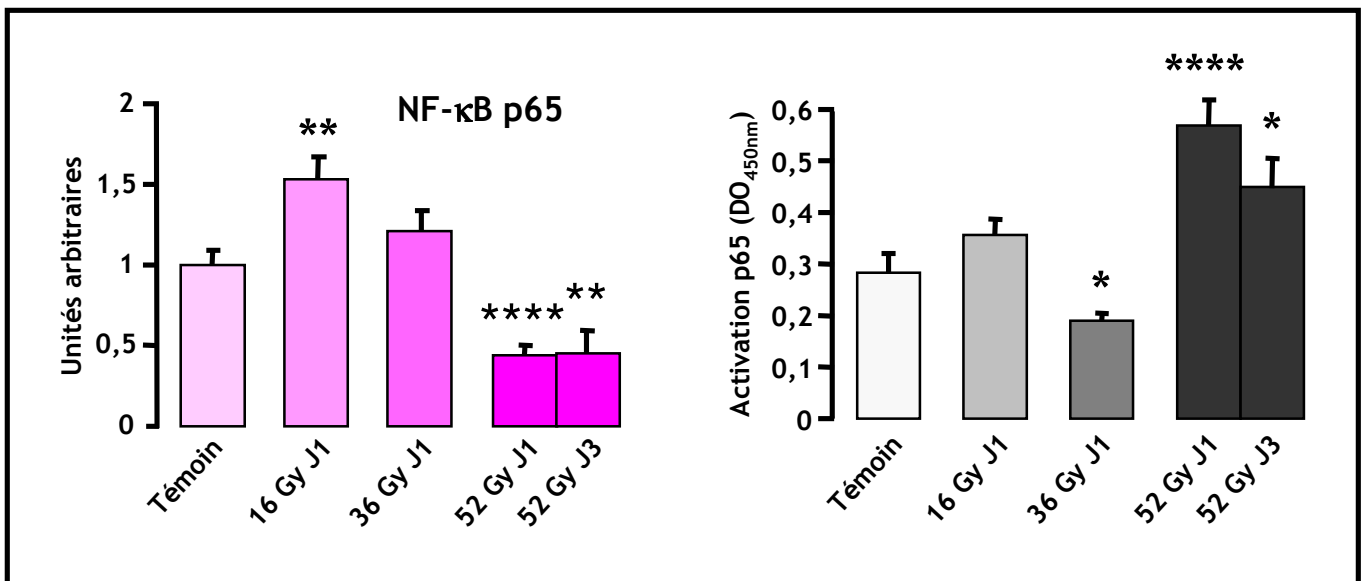 NF-κB p65
Unités arbitraires
2
1,5
1
0,5
0
**
****
**
Témoin
16 Gy J1
36 Gy J1
52 Gy J1
52 Gy J3
Activation p65 (DO450nm)
0,6
0,5
0,4
0,3
0,2
0,1
0
*
****
*
Témoin
16 Gy J1
36 Gy J1
52 Gy J1
52 Gy J3